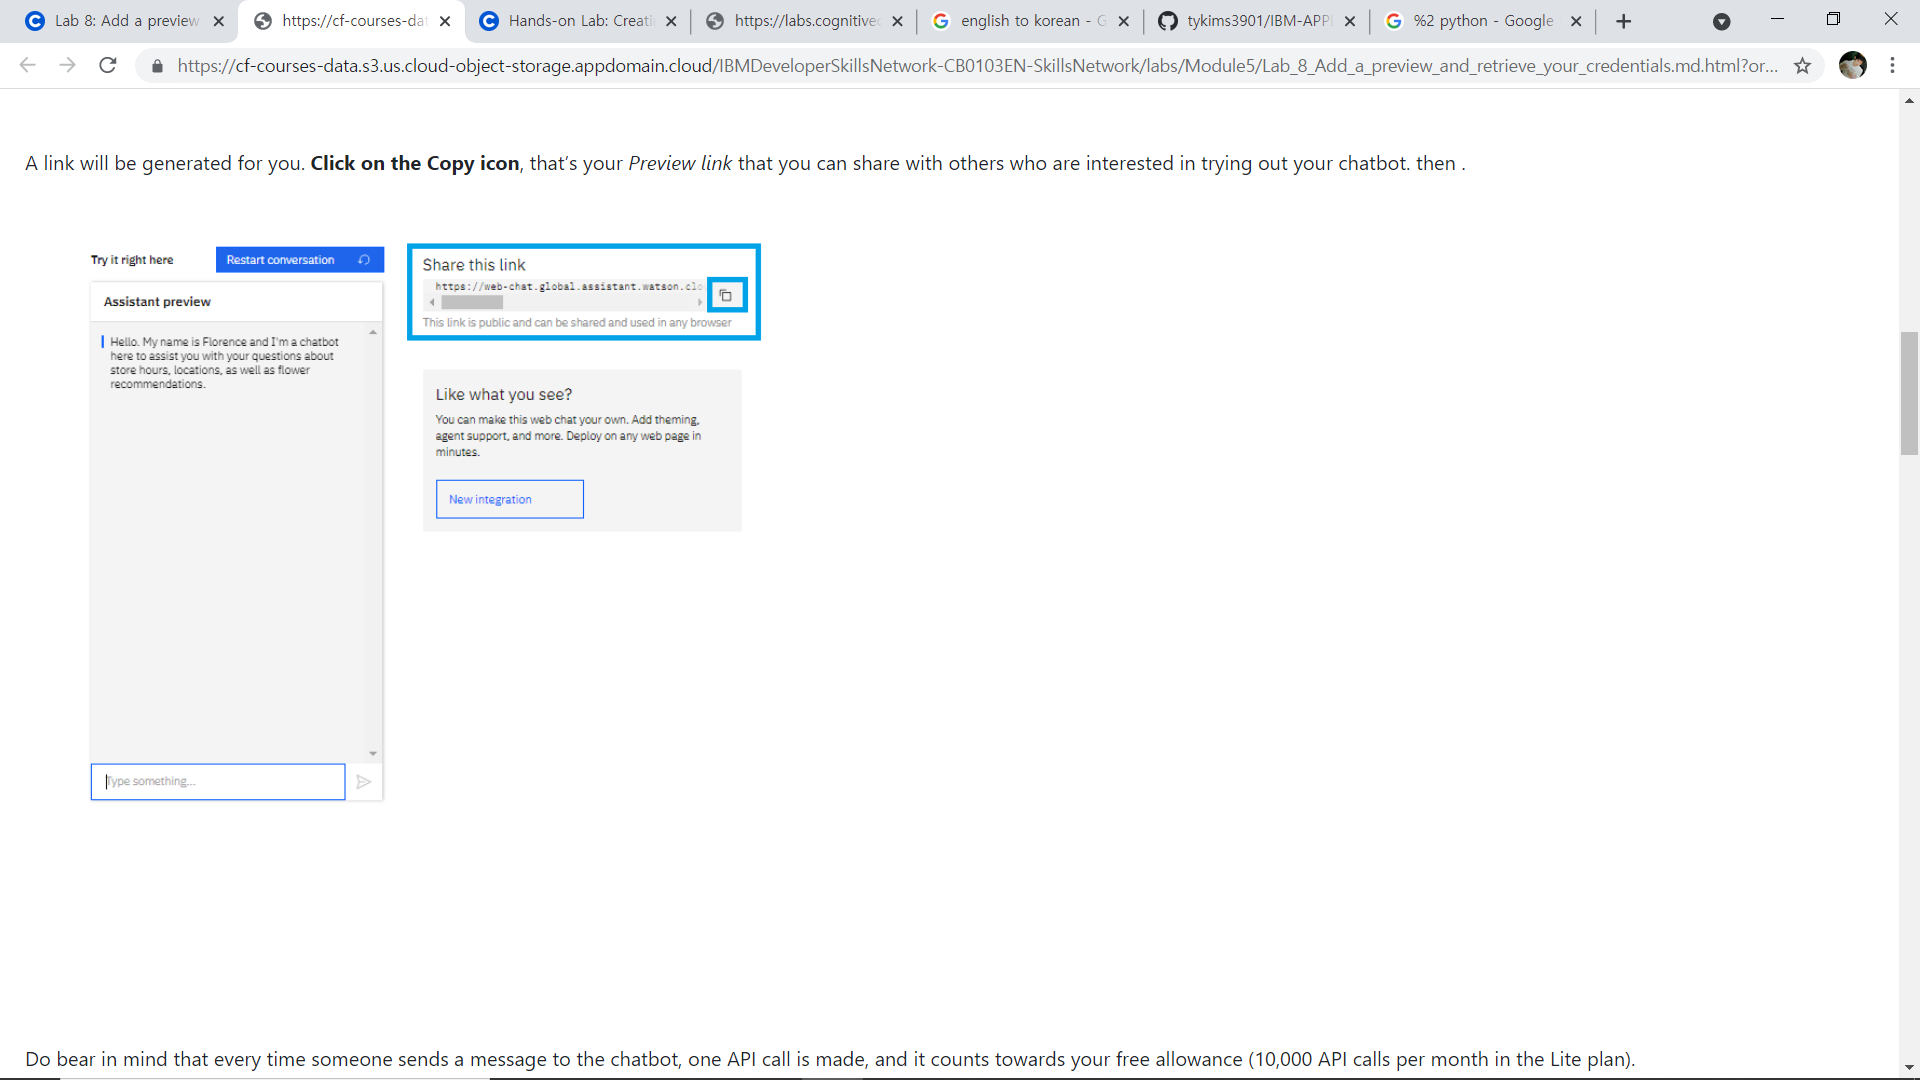 Lab 8: Add a preview
https://cf-courses-dat
Hands-on Lab: Creati
https://labs.cognitivec
english to korean - G
tykims3901/IBM-APPL
%2 python - Google
https://cf-courses-data.s3.us.cloud-object-storage.appdomain.cloud/IBMDeveloperSkillsNetwork-CB0103EN-SkillsNetwork/labs/Module5/Lab_8_Add_a_preview_and_retrieve_your_credentials.md.html?or...
A link will be generated for you. Click on the Copy icon, that's your Preview link that you can share with others who are interested in trying out your chatbot. then .
Try it right here
Restart conversation
Assistant preview
Hello. My name is Florence and I'm a chatbot
here to assist you with your questions about
store hours, locations, as well as flower
recommendations.
Type something...
Share this link
https://web-chat.global.assistant.watson.clo
This link is public and can be shared and used in any browser
Like what you see?
You can make this web chat your own. Add theming,
agent support, and more. Deploy on any web page in
minutes.
New integration
Do bear in mind that every time someone sends a message to the chatbot, one API call is made, and it counts towards your free allowance (10,000 API calls per month in the Lite plan).